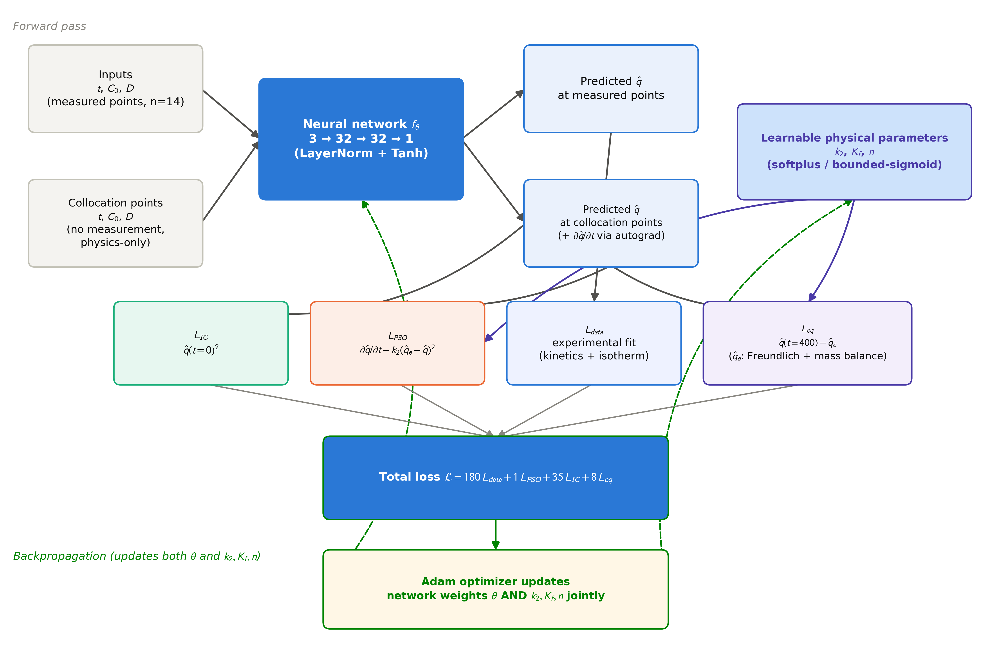 Forward pass
Inputs
t, C₀, D
(measured points, n=14)
Collocation points
t, C₀, D
(no measurement,
physics-only)
Neural network f_θ
3 → 32 → 32 → 1
(LayerNorm + Tanh)
Predicted q̂
at measured points
Predicted q̂
at collocation points
(+ ∂q̂/∂t via autograd)
Learnable physical parameters
k₂, K_f, n
(softplus / bounded-sigmoid)
L_IC
q̂(t=0)²
L_PSO
∂q̂/∂t − k₂(q̂_e − q̂)²
L_data
experimental fit
(kinetics + isotherm)
L_eq
q̂(t=400) − q̂_e
(q̂_e: Freundlich + mass balance)
Total loss ℒ = 180 L_data + 1 L_PSO + 35 L_IC + 8 L_eq
Backpropagation (updates both θ and k₂, K_f, n)
Adam optimizer updates
network weights θ AND k₂, K_f, n jointly